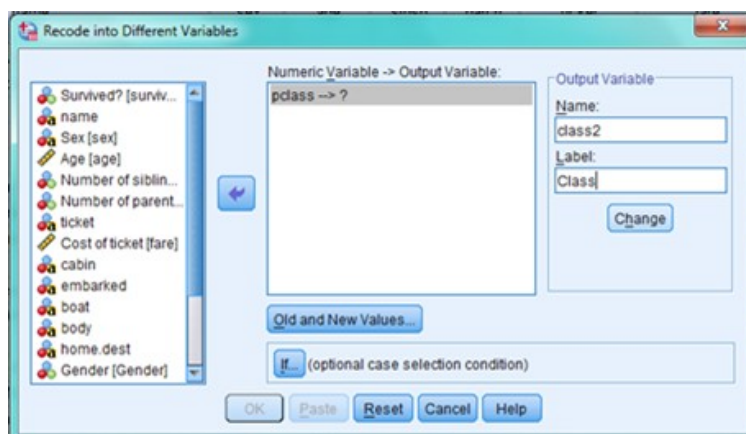 Recode into Different Variables
Survived? [surviv...
name
Sex [sex]
Age [age]
Number of siblin...
Number of parent...
ticket
Cost of ticket [fare]
cabin
embarked
boat
body
home.dest
Gender [Gender]
Numeric Variable -> Output Variable:
pclass --> ?
Old and New Values...
If... (optional case selection condition)
Output Variable
Name:
class2
Label:
Class
Change
OK Paste Reset Cancel Help